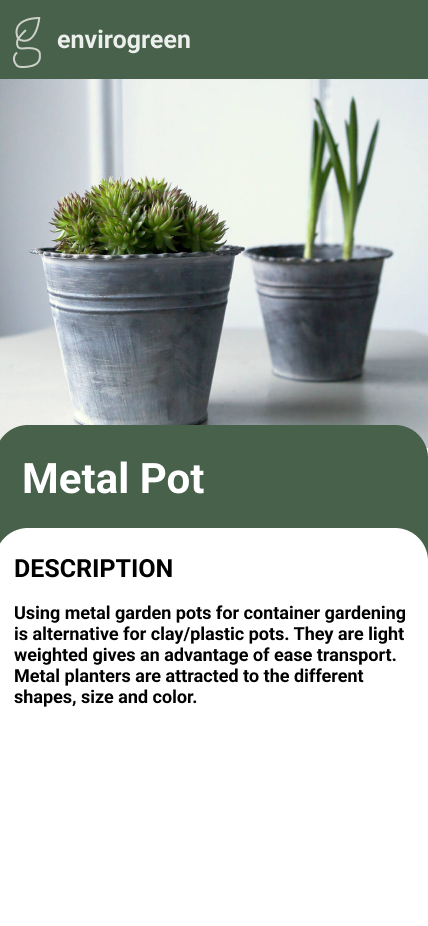 envirogreen
Metal Pot
DESCRIPTION
Using metal garden pots for container gardening
is alternative for clay/plastic pots. They are light
weighted gives an advantage of ease transport.
Metal planters are attracted to the different
shapes, size and color.